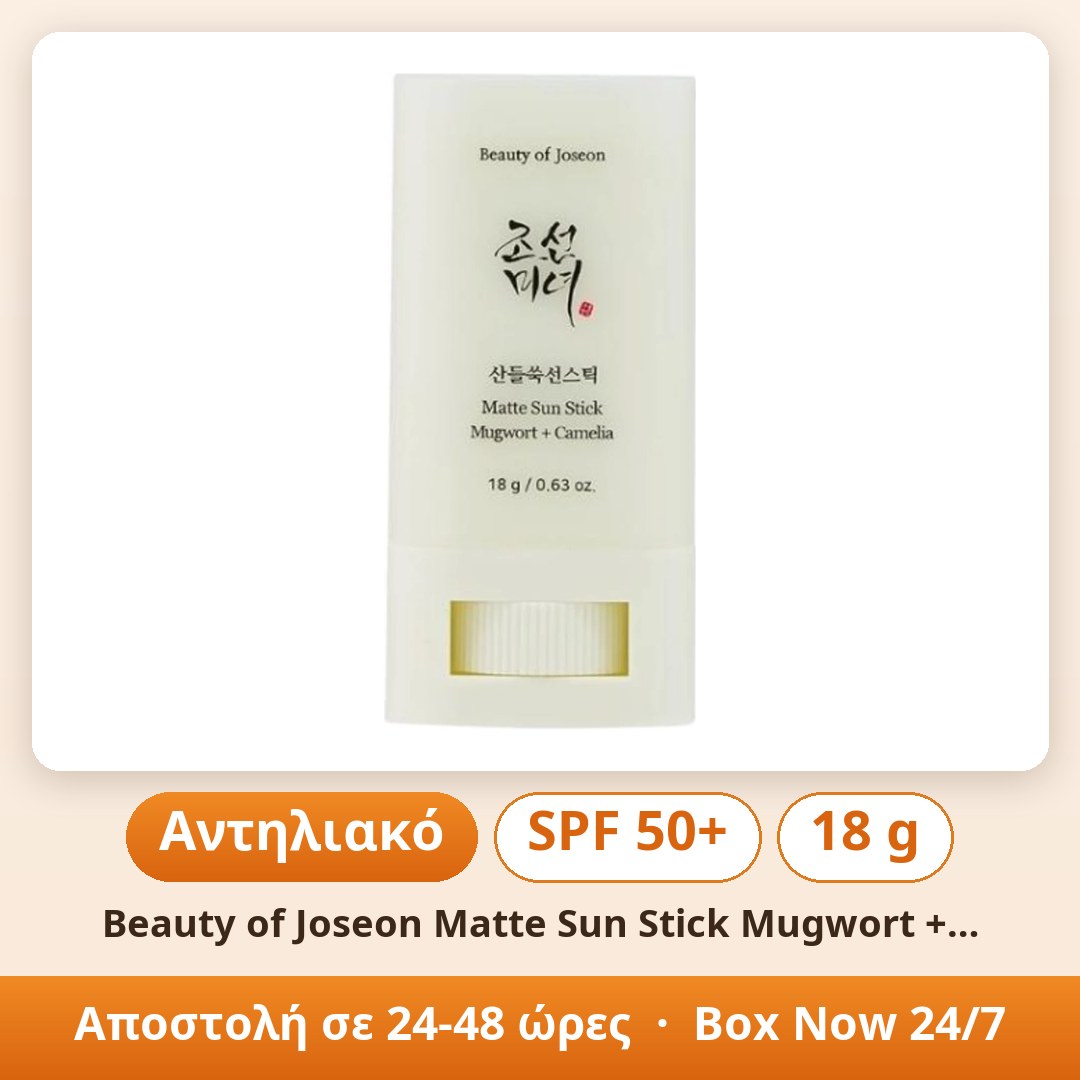 Beauty of Joseon
조선
미녀
산들쑥선스틱
Matte Sun Stick
Mugwort + Camelia
18 g / 0.63 oz.
Αντηλιακό
SPF 50+
18 g
Beauty of Joseon Matte Sun Stick Mugwort +...
Αποστολή σε 24-48 ώρες · Box Now 24/7